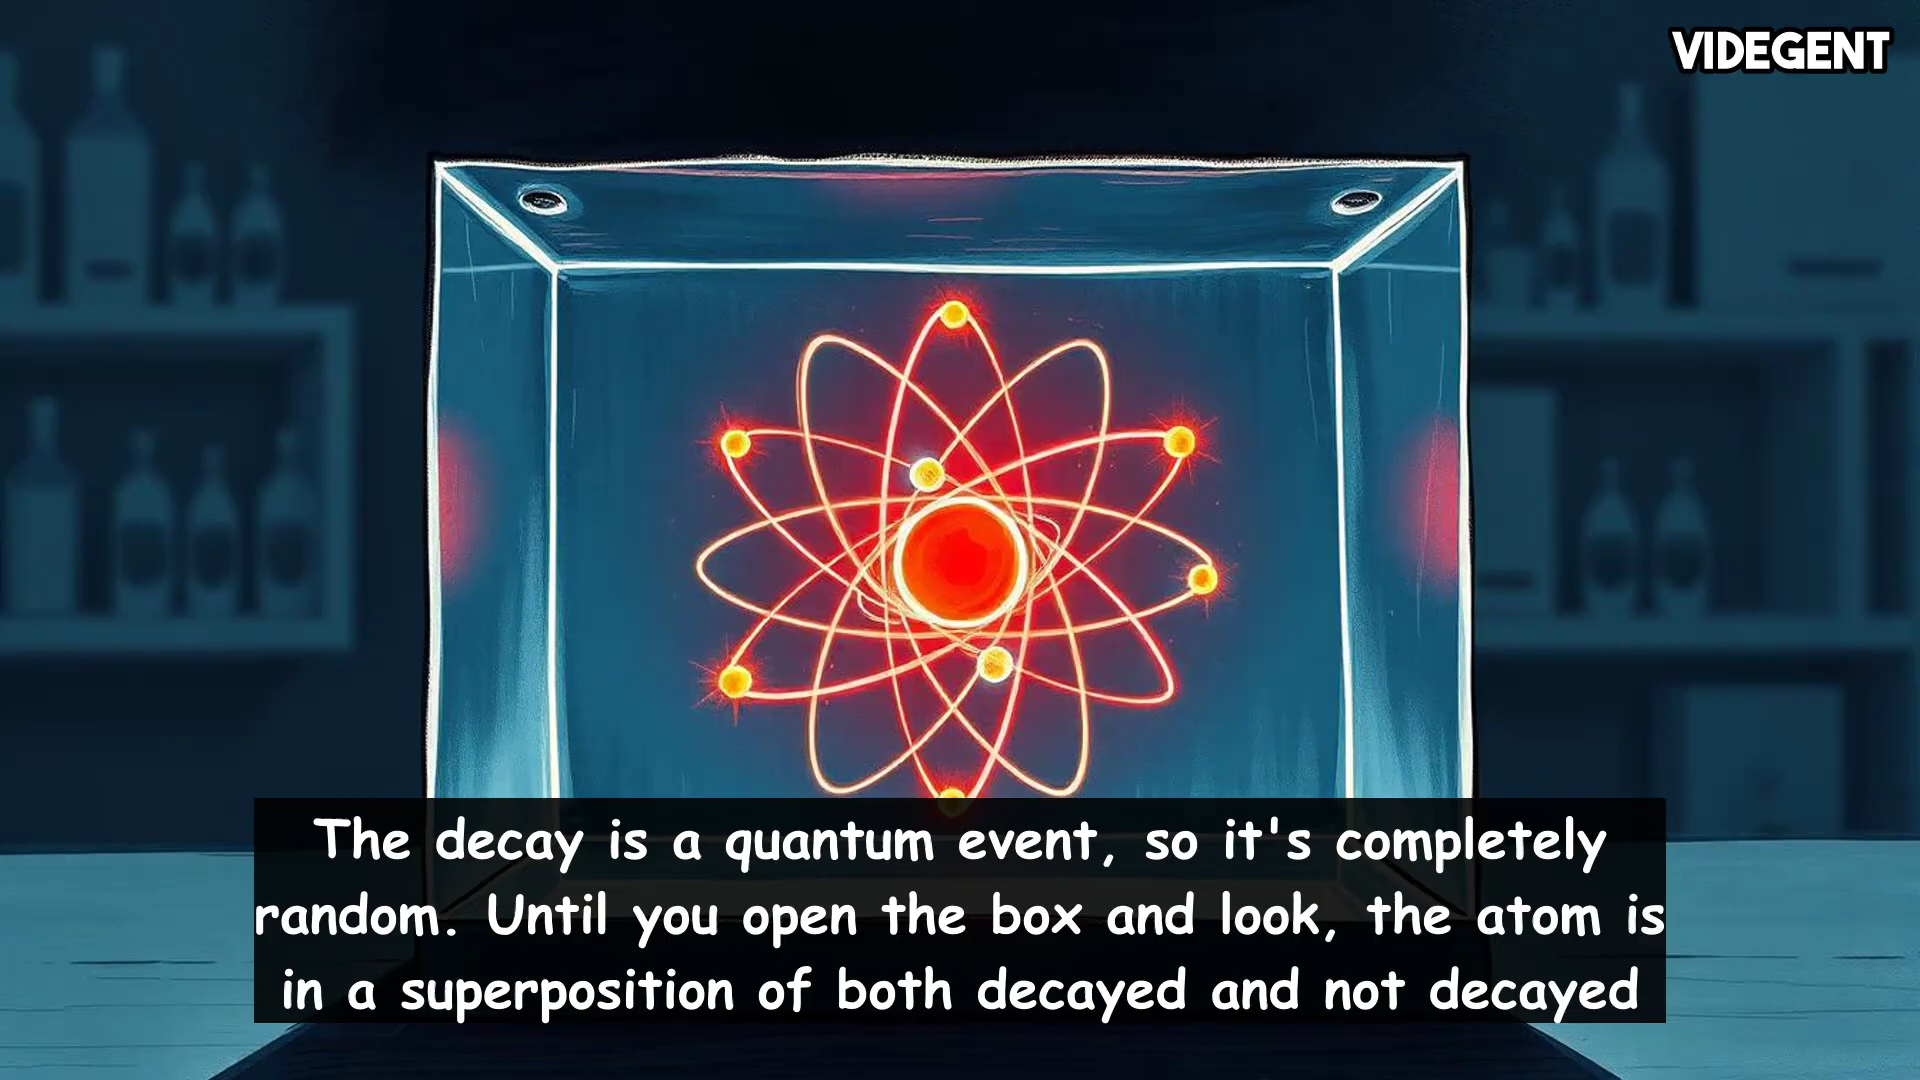 VIDEGENT
The decay is a quantum event, so it's completely
random. Until you open the box and look, the atom is
in a superposition of both decayed and not decayed